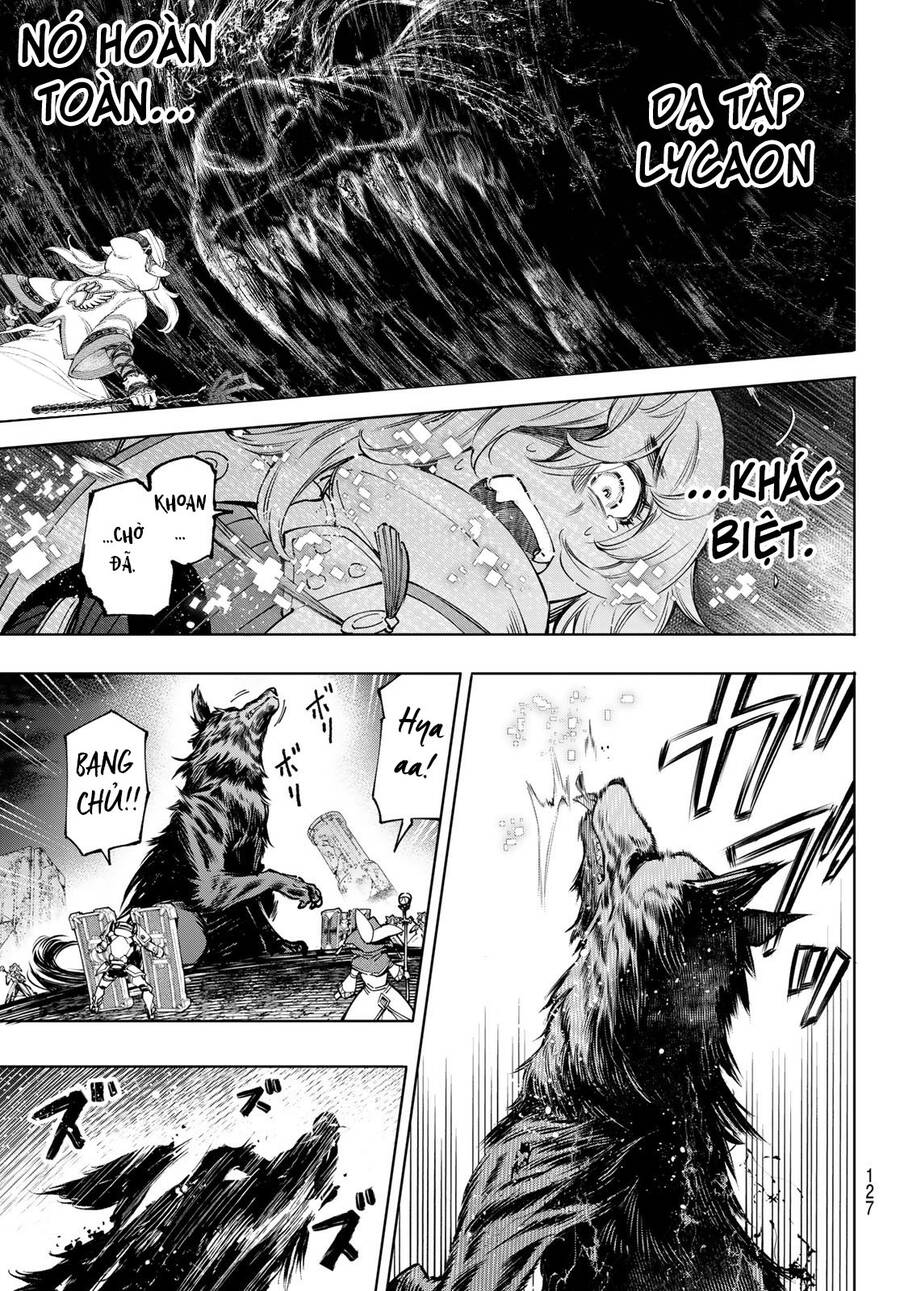 DẠ TẬP
LYCAON
NÓ HOÀN
TOÀN...
...KHÁC
BIỆT.
KHOAN
...
...CHỜ
ĐÃ.
ガブッ
Hya
aa!
BANG
CHỦ!!
ボリ
ボリ
ズズズ
127